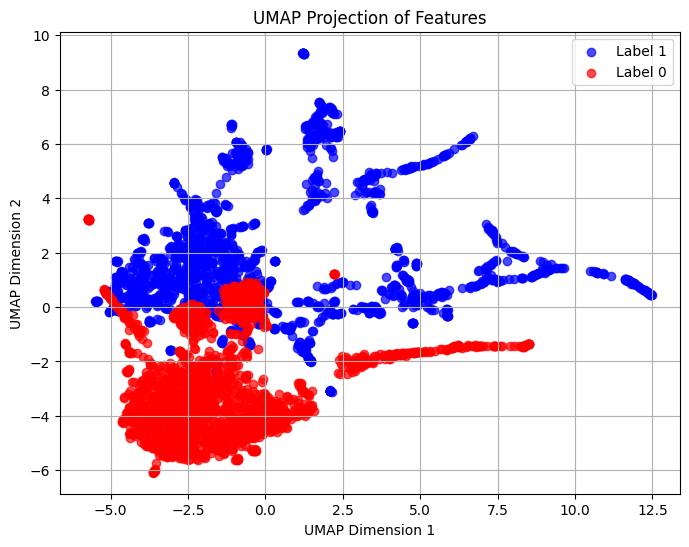 UMAP Projection of Features
Label 1
Label 0
10
8
6
4
2
0
−2
−4
−6
UMAP Dimension 2
−5.0 −2.5 0.0 2.5 5.0 7.5 10.0 12.5
UMAP Dimension 1